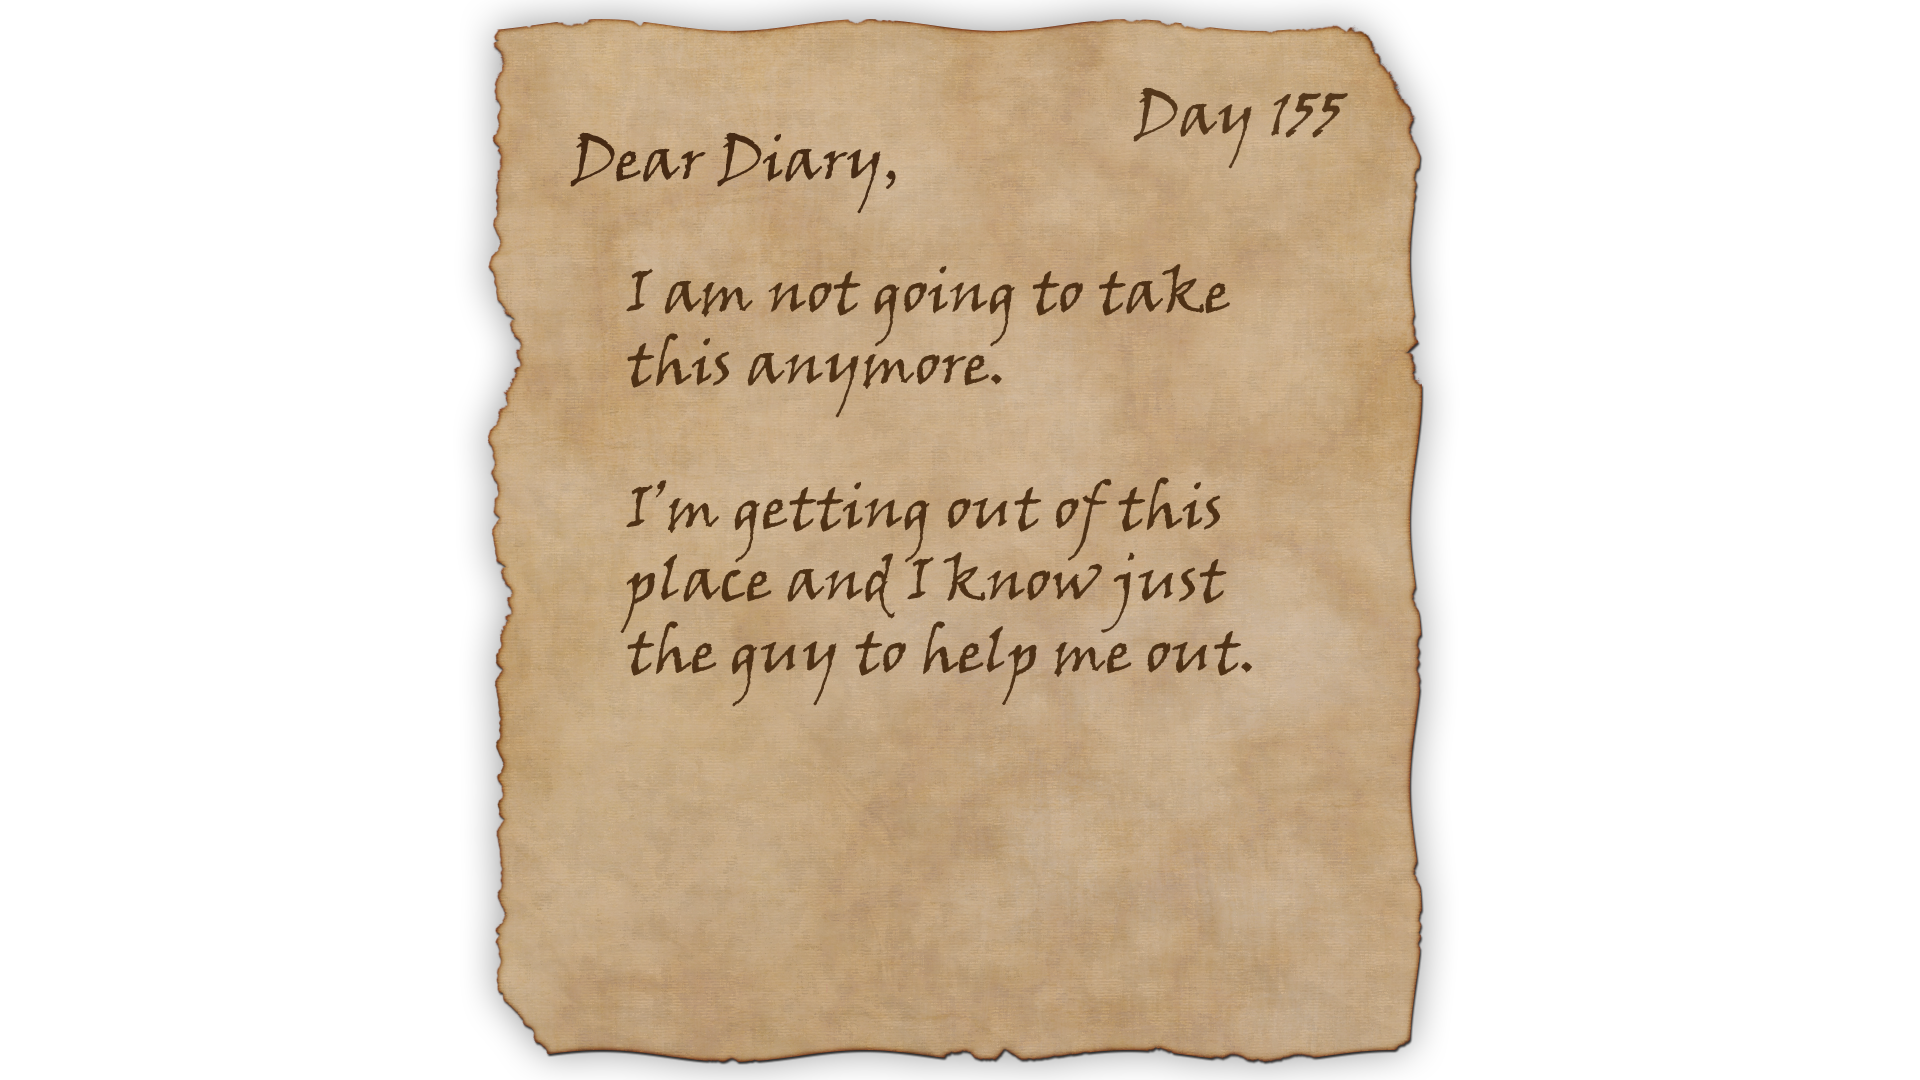 Day 155
Dear Diary,
I am not going to take
this anymore.
I'm getting out of this
place and I know just
the guy to help me out.